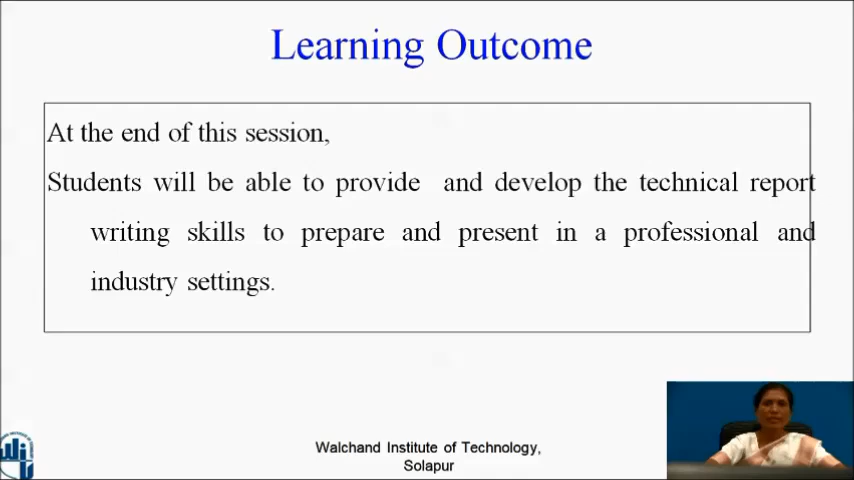 Learning Outcome
At the end of this session,
Students will be able to provide and develop the technical report
writing skills to prepare and present in a professional and
industry settings.
Walchand Institute of Technology,
Solapur